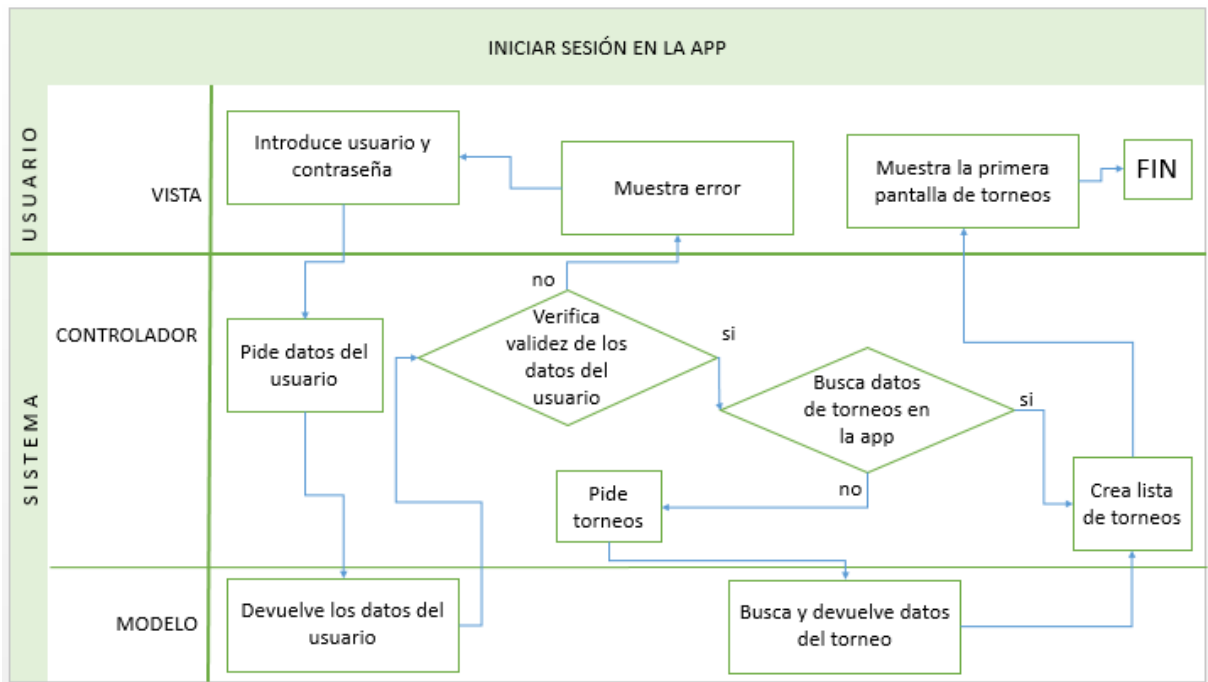 INICIAR SESIÓN EN LA APP
USUARIO
VISTA
Introduce usuario y
contraseña
Muestra error
Muestra la primera
pantalla de torneos
FIN
SISTEMA
CONTROLADOR
Pide datos del
usuario
no
Verifica
validez de los
datos del
usuario
si
Busca datos
de torneos en
la app
si
no
Pide
torneos
Crea lista
de torneos
MODELO
Devuelve los datos del
usuario
Busca y devuelve datos
del torneo